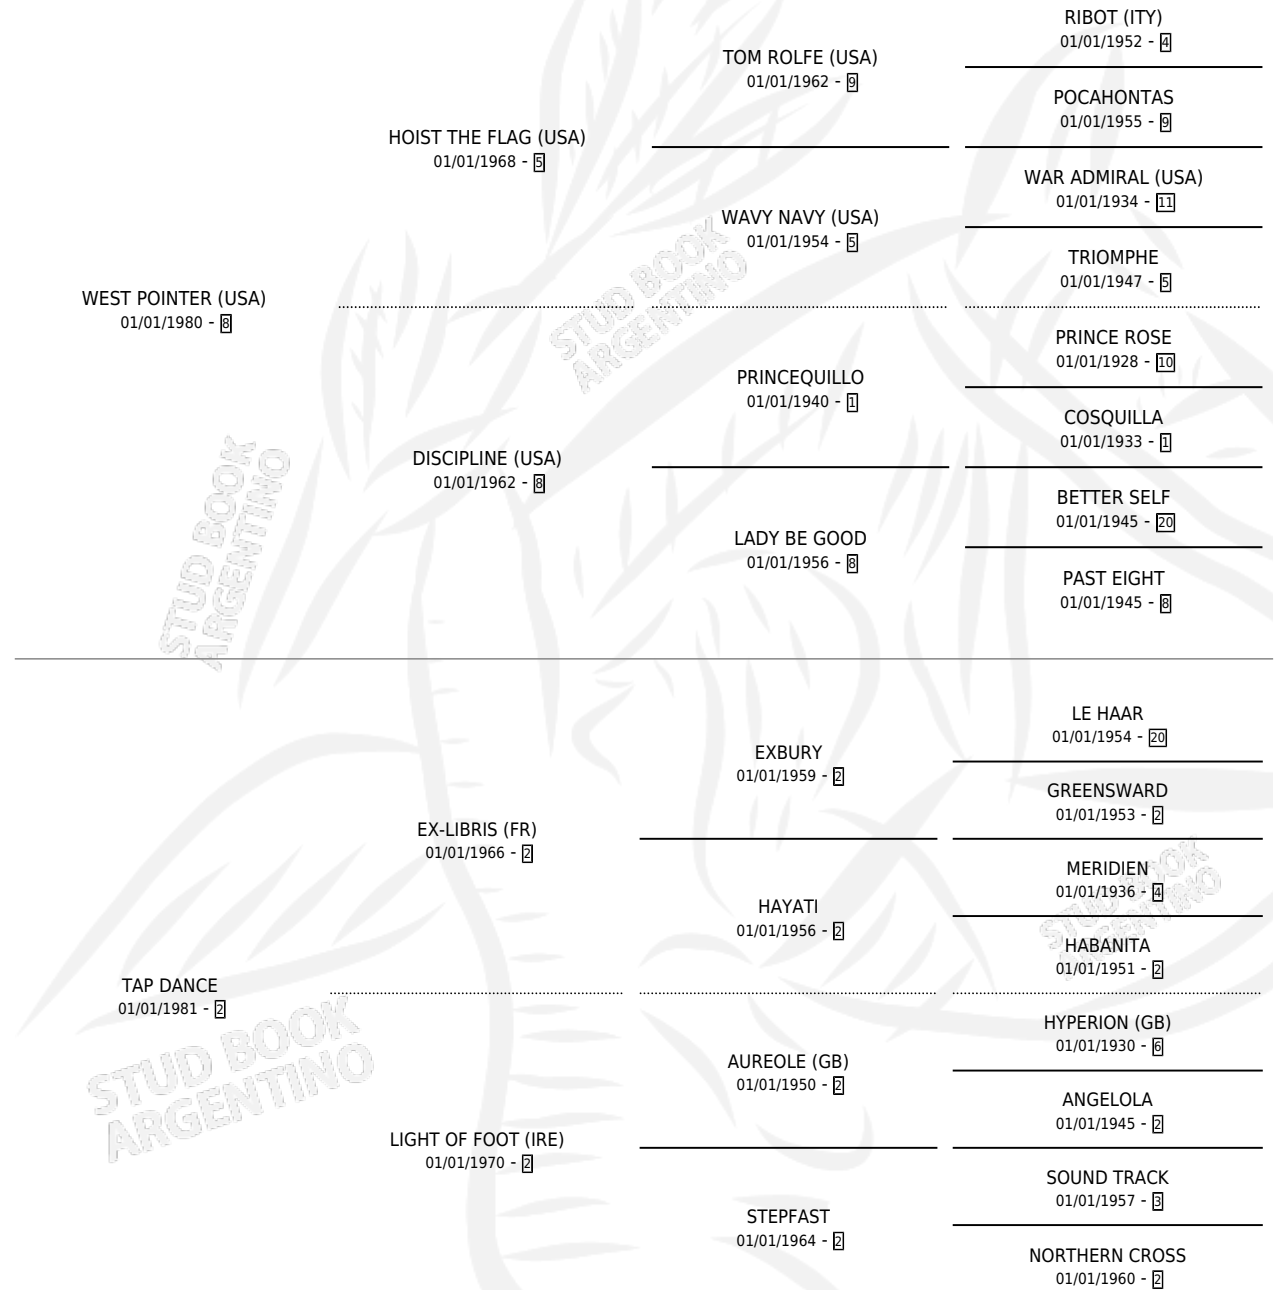 RIBOT (ITY)
01/01/1952 - 4
TOM ROLFE (USA)
01/01/1962 - 9
POCAHONTAS
01/01/1955 - 9
HOIST THE FLAG (USA)
01/01/1968 - 5
WAR ADMIRAL (USA)
01/01/1934 - 11
WAVY NAVY (USA)
01/01/1954 - 5
TRIOMPHE
01/01/1947 - 5
WEST POINTER (USA)
01/01/1980 - 8
PRINCE ROSE
01/01/1928 - 10
PRINCEQUILLO
01/01/1940 - 1
COSQUILLA
01/01/1933 - 1
DISCIPLINE (USA)
01/01/1962 - 8
BETTER SELF
01/01/1945 - 20
LADY BE GOOD
01/01/1956 - 8
PAST EIGHT
01/01/1945 - 8
LE HAAR
01/01/1954 - 20
EXBURY
01/01/1959 - 2
GREENSWARD
01/01/1953 - 2
EX-LIBRIS (FR)
01/01/1966 - 2
MERIDIEN
01/01/1936 - 4
HAYATI
01/01/1956 - 2
HABANITA
01/01/1951 - 2
TAP DANCE
01/01/1981 - 2
HYPERION (GB)
01/01/1930 - 6
AUREOLE (GB)
01/01/1950 - 2
ANGELOLA
01/01/1945 - 2
LIGHT OF FOOT (IRE)
01/01/1970 - 2
SOUND TRACK
01/01/1957 - 3
STEPFAST
01/01/1964 - 2
NORTHERN CROSS
01/01/1960 - 2
STUD BOOK
ARGENTINO
STUD BOOK
ARGENTINO
STUD BOOK
ARGENTINO
STUD BOOK
ARGENTINO